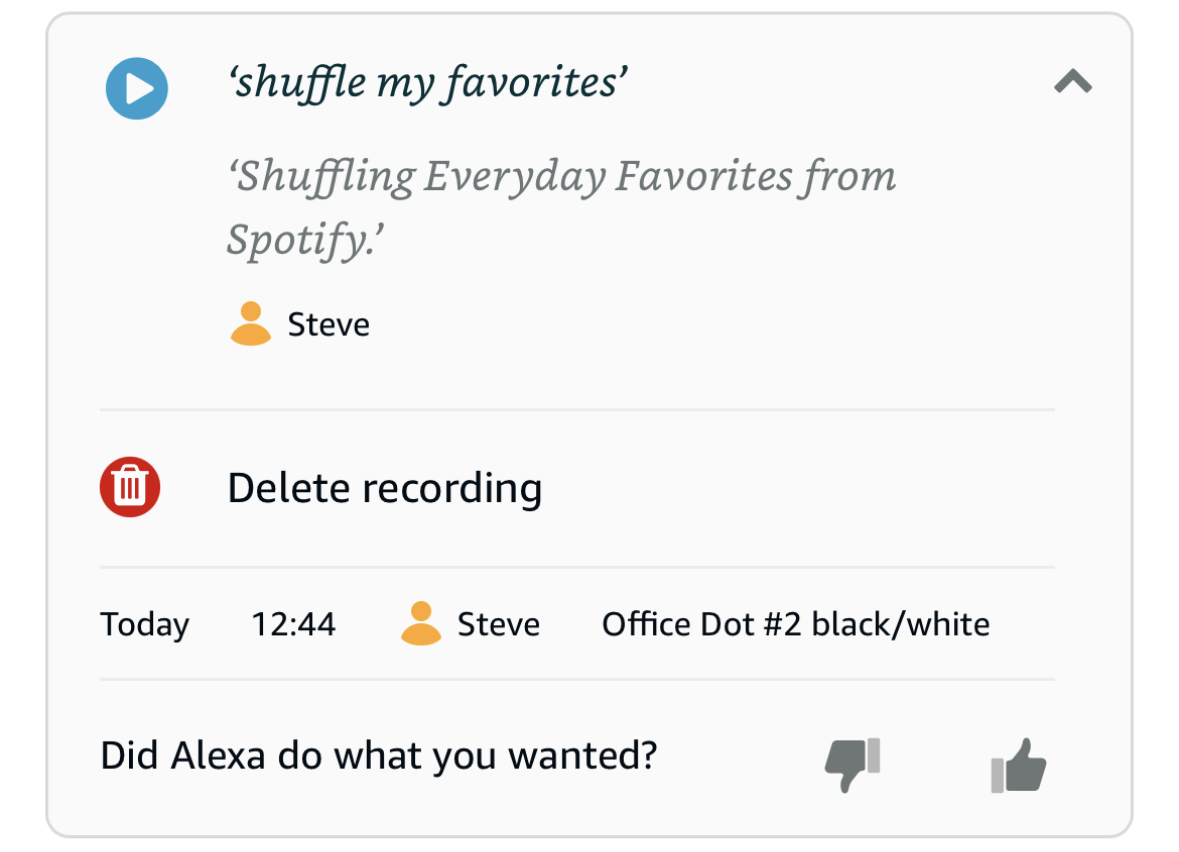 ‘shuffle my favorites’
‘Shuffling Everyday Favorites from
Spotify.’
Steve
Delete recording
Today 12:44 Steve Office Dot #2 black/white
Did Alexa do what you wanted?